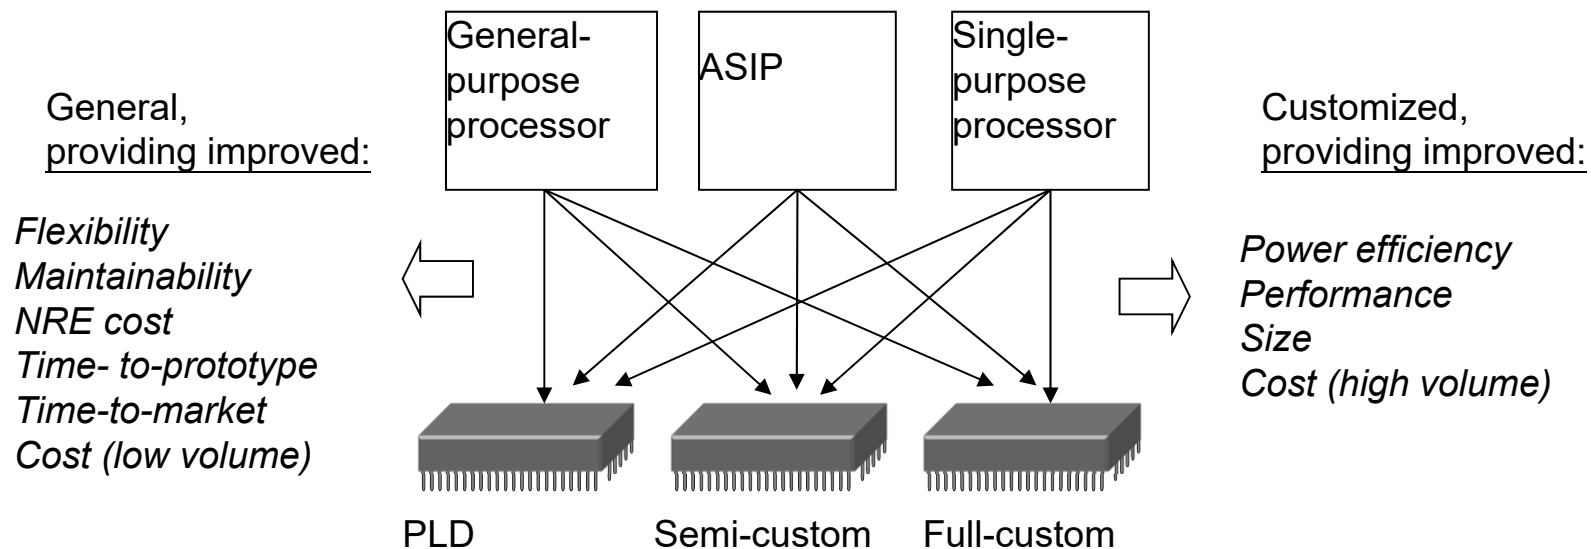 General-
purpose
processor
ASIP
Single-
purpose
processor
General,
providing improved:
Customized,
providing improved:
Flexibility
Maintainability
NRE cost
Time- to-prototype
Time-to-market
Cost (low volume)
Power efficiency
Performance
Size
Cost (high volume)
PLD
Semi-custom
Full-custom